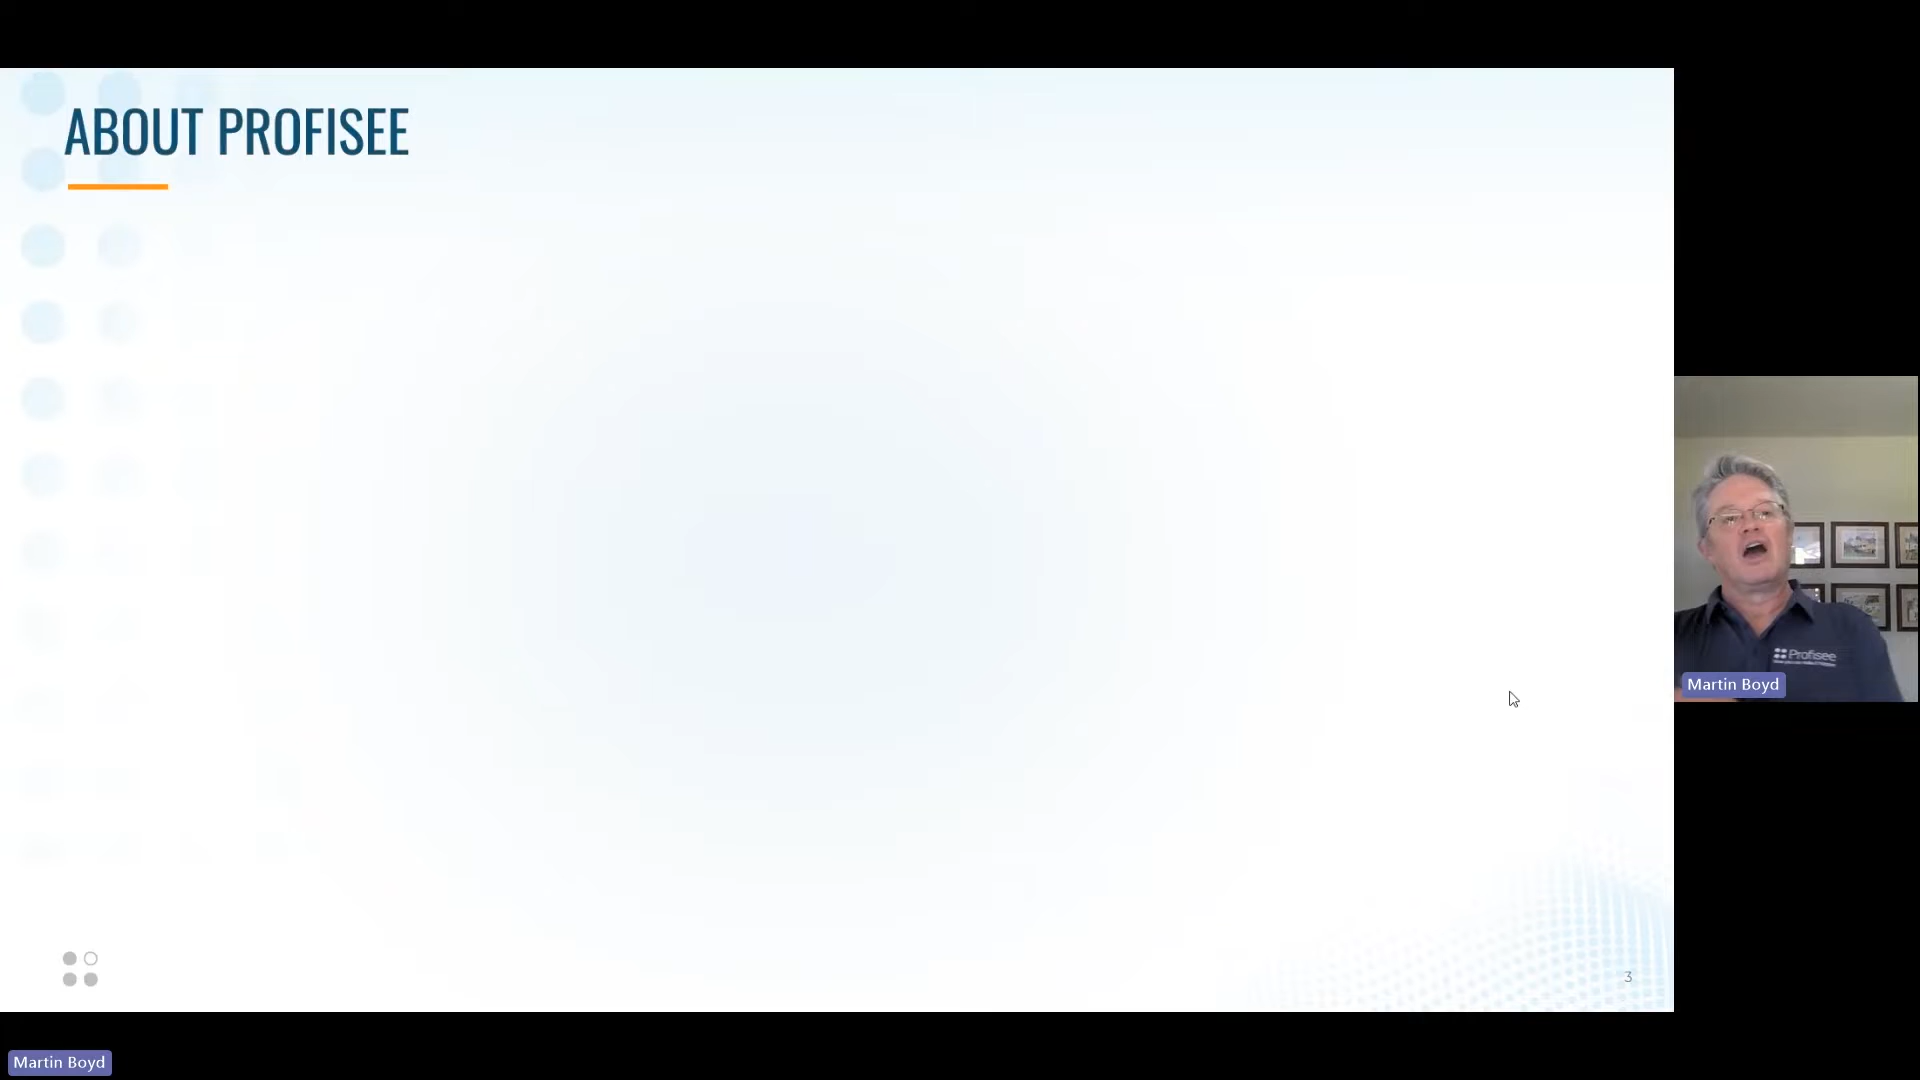 ABOUT PROFISEE
Profisee
Martin Boyd
3
Martin Boyd